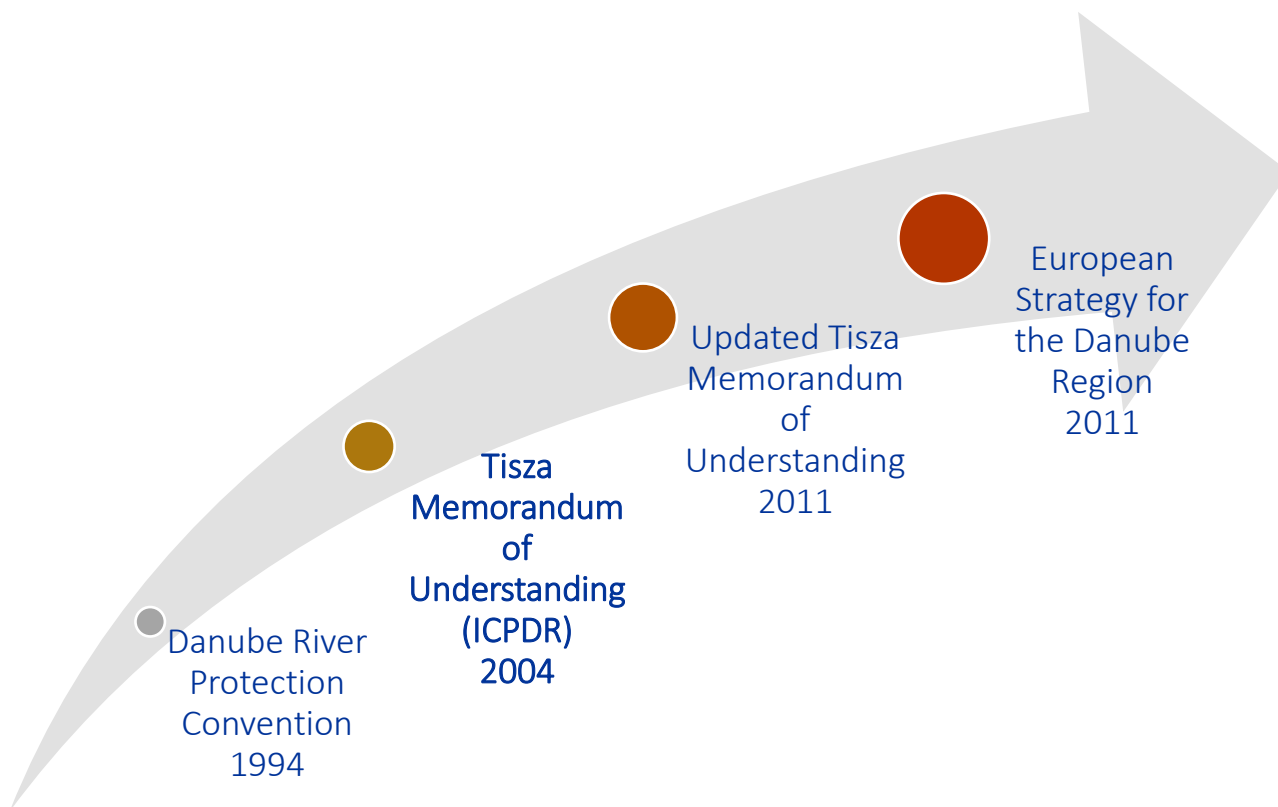 Danube River
Protection
Convention
1994
Tisza
Memorandum
of
Understanding
(ICPDR)
2004
Updated Tisza
Memorandum
of
Understanding
2011
European
Strategy for
the Danube
Region
2011